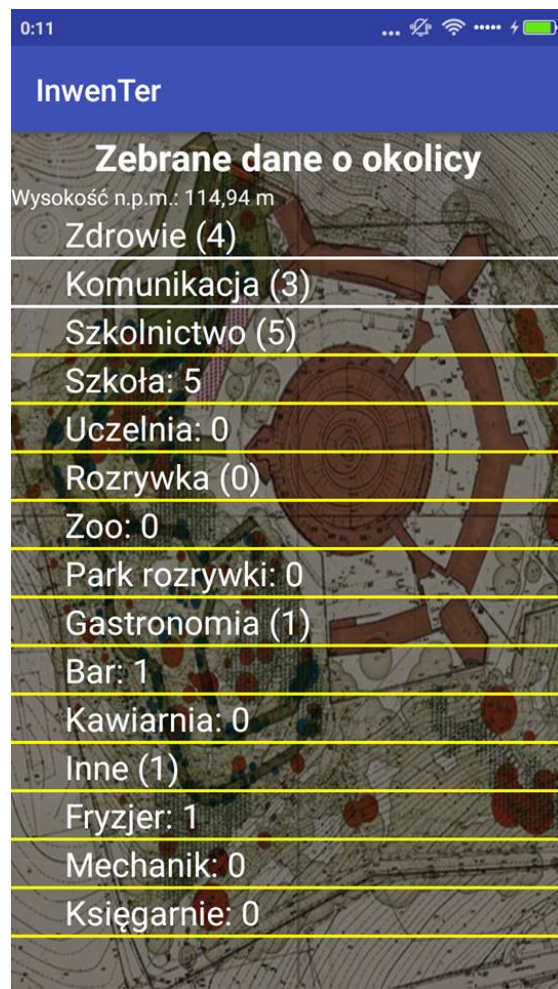 0:11
InwenTer
Zebrane dane o okolicy
Wysokość n.p.m.: 114,94 m
Zdrowie (4)
Komunikacja (3)
Szkolnictwo (5)
Szkoła: 5
Uczelnia: 0
Rozrywka (0)
Zoo: 0
Park rozrywki: 0
Gastronomia (1)
Bar: 1
Kawiarnia: 0
Inne (1)
Fryzjer: 1
Mechanik: 0
Księgarnie: 0